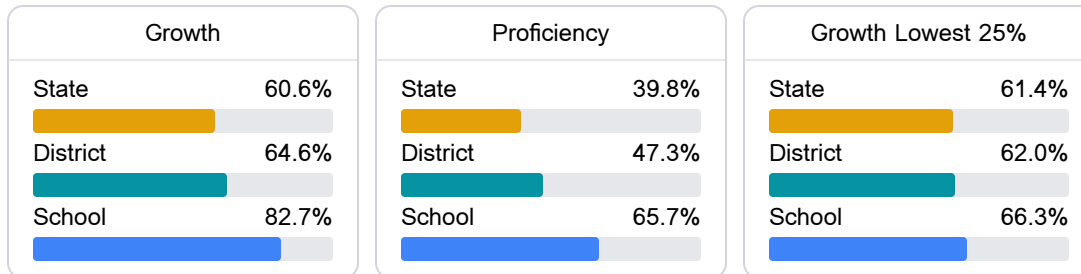 Growth
State 60.6%
District 64.6%
School 82.7%
Proficiency
State 39.8%
District 47.3%
School 65.7%
Growth Lowest 25%
State 61.4%
District 62.0%
School 66.3%